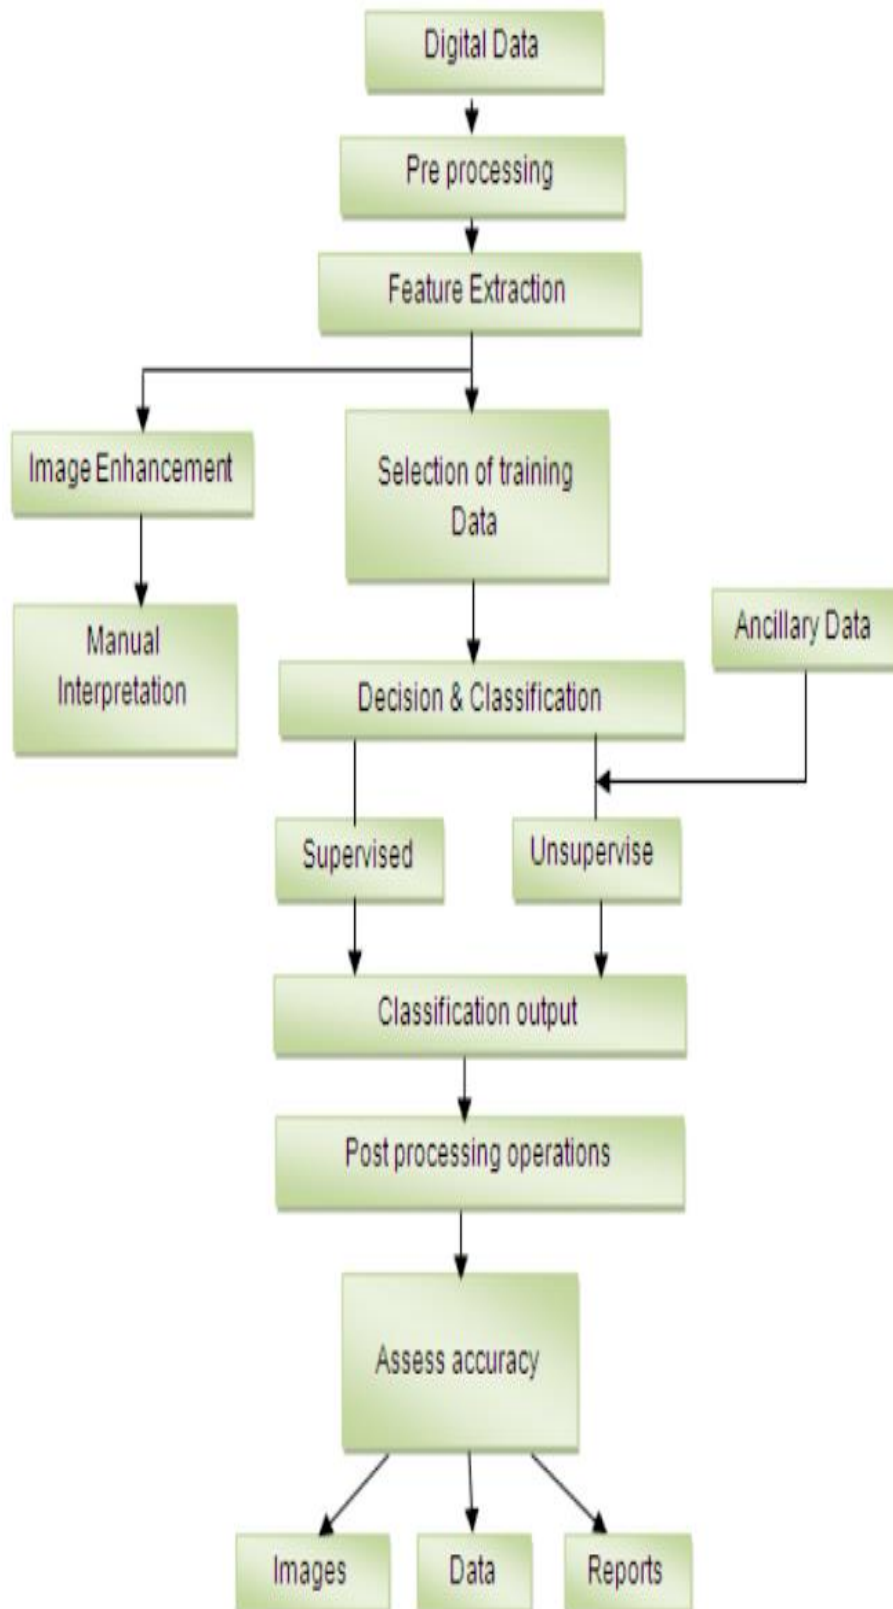 Digital Data
Pre processing
Feature Extraction
Image Enhancement
Selection of training
Data
Manual
Interpretation
Ancillary Data
Decision & Classification
Supervised
Unsupervise
Classification output
Post processing operations
Assess accuracy
Images
Data
Reports